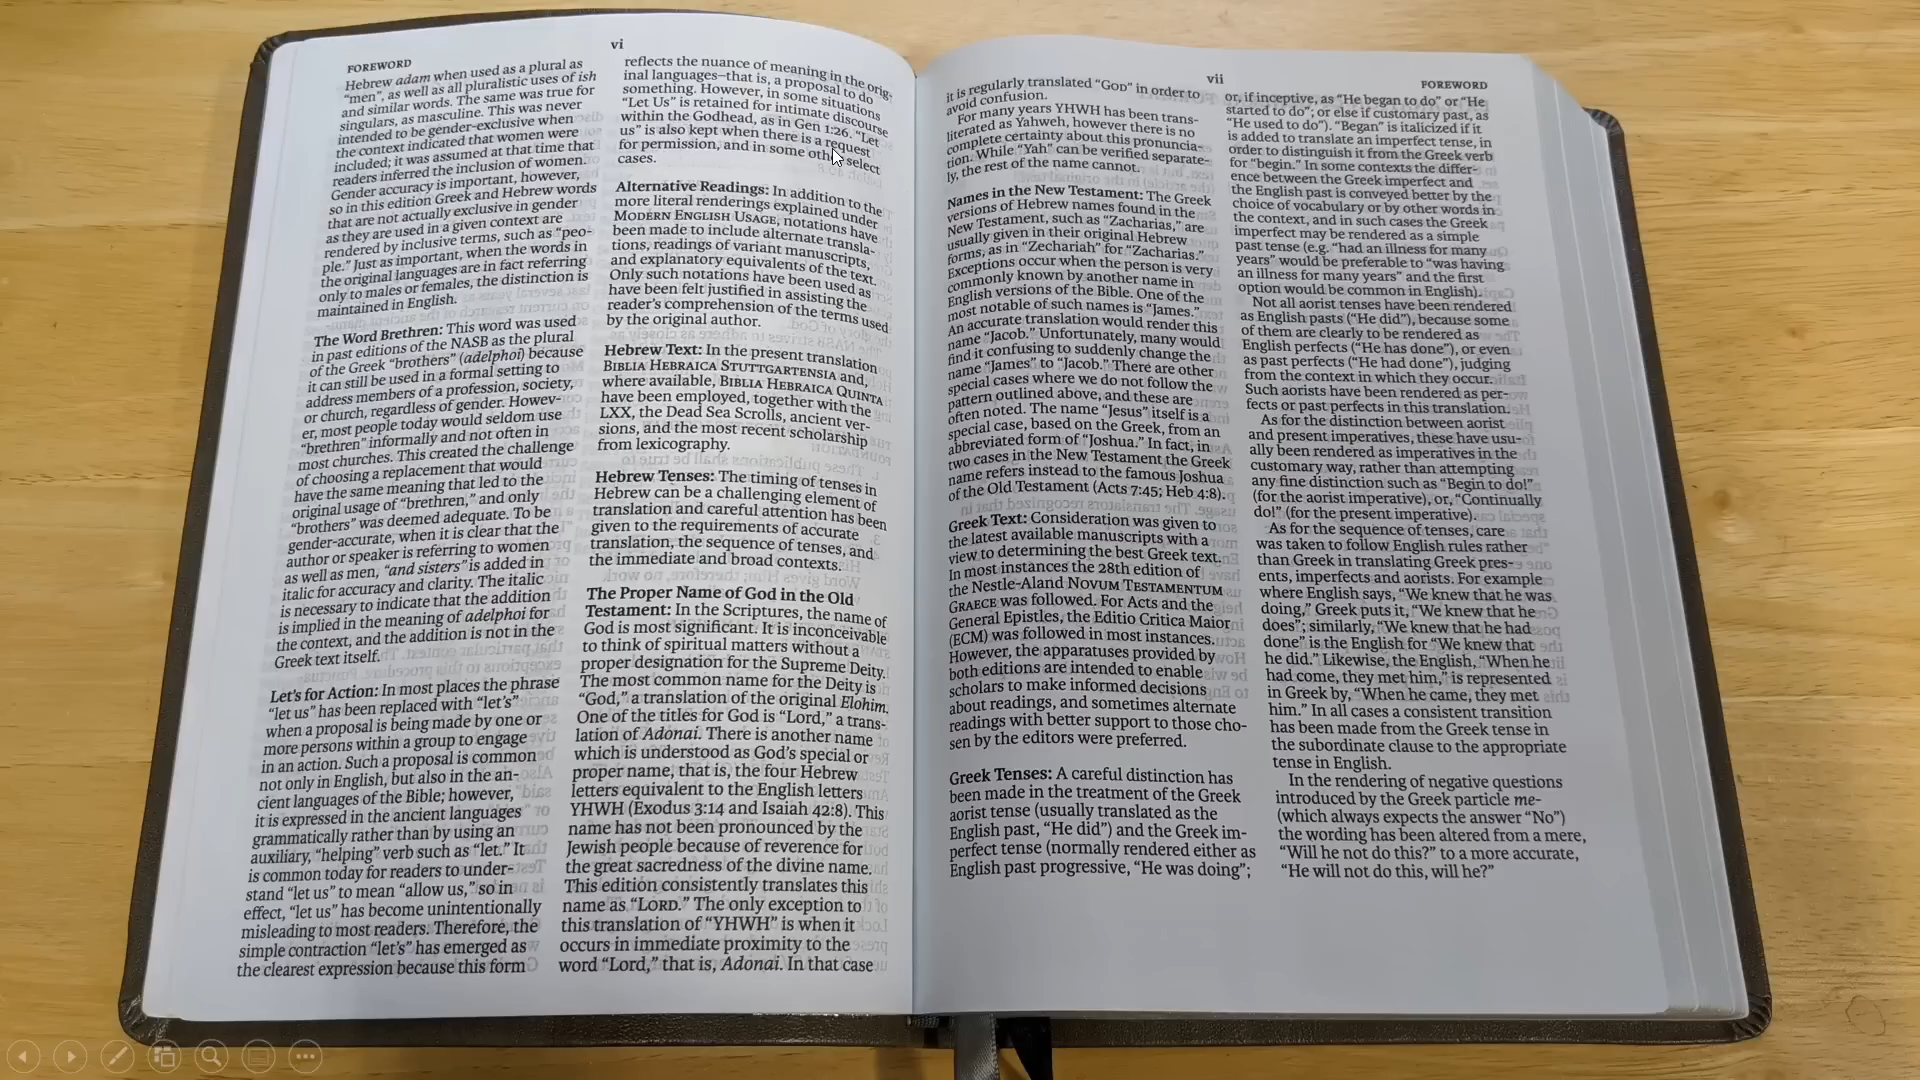 vi
FOREWORD
Hebrew adam when used as a plural as
“men”, as well as all pluralistic uses of ish
and similar words. The same was true for
singulars, as masculine. This was never
intended to be gender-exclusive when
the context indicated that women were
included; it was assumed at that time that
readers inferred the inclusion of women.
Gender accuracy is important, however,
so in this edition Greek and Hebrew words
that are not actually exclusive in gender
as they are used in a given context are
rendered by inclusive terms, such as “peo-
ple.” Just as important, when the words in
the original languages are in fact referring
only to males or females, the distinction is
maintained in English.
The Word Brethren: This word was used
in past editions of the NASB as the plural
of the Greek “brothers” (adelphoi) because
it can still be used in a formal setting to
address members of a profession, society,
or church, regardless of gender. Howev-
er, most people today would seldom use
“brethren” informally and not often in
most churches. This created the challenge
of choosing a replacement that would
have the same meaning that led to the
original usage of “brethren,” and only
“brothers” was deemed adequate. To be
gender-accurate, when it is clear that the
author or speaker is referring to women
as well as men, “and sisters” is added in
italic for accuracy and clarity. The italic
is necessary to indicate that the addition
is implied in the meaning of adelphoi for
the context, and the addition is not in the
Greek text itself.
Let’s for Action: In most places the phrase
“let us” has been replaced with “let’s”
when a proposal is being made by one or
more persons within a group to engage
in an action. Such a proposal is common
not only in English, but also in the an-
cient languages of the Bible; however,
it is expressed in the ancient languages
grammatically rather than by using an
auxiliary, “helping” verb such as “let.” It
is common today for readers to under-
stand “let us” to mean “allow us,” so in
effect, “let us” has become unintentionally
misleading to most readers. Therefore, the
simple contraction “let’s” has emerged as
the clearest expression because this form
reflects the nuance of meaning in the orig-
inal languages—that is, a proposal to do
something. However, in some situations
“Let Us” is retained for intimate discourse
within the Godhead, as in Gen 1:26. “Let
us” is also kept when there is a request
for permission, and in some other select
cases.
Alternative Readings: In addition to the
more literal renderings explained under
MODERN ENGLISH USAGE, notations have
been made to include alternate transla-
tions, readings of variant manuscripts,
and explanatory equivalents of the text.
Only such notations have been used as
have been felt justified in assisting the
reader’s comprehension of the terms used
by the original author.
Hebrew Text: In the present translation
BIBLIA HEBRAICA STUTTGARTENSIA and,
where available, BIBLIA HEBRAICA QUINTA
have been employed, together with the
LXX, the Dead Sea Scrolls, ancient ver-
sions, and the most recent scholarship
from lexicography.
Hebrew Tenses: The timing of tenses in
Hebrew can be a challenging element of
translation and careful attention has been
given to the requirements of accurate
translation, the sequence of tenses, and
the immediate and broad contexts.
The Proper Name of God in the Old
Testament: In the Scriptures, the name of
God is most significant. It is inconceivable
to think of spiritual matters without a
proper designation for the Supreme Deity.
The most common name for the Deity is
“God,” a translation of the original Elohim.
One of the titles for God is “Lord,” a trans-
lation of Adonai. There is another name
which is understood as God’s special or
proper name, that is, the four Hebrew
letters equivalent to the English letters
YHWH (Exodus 3:14 and Isaiah 42:8). This
name has not been pronounced by the
Jewish people because of reverence for
the great sacredness of the divine name.
This edition consistently translates this
name as “LORD.” The only exception to
this translation of “YHWH” is when it
occurs in immediate proximity to the
word “Lord,” that is, Adonai. In that case
vii
FOREWORD
it is regularly translated “GOD” in order to
avoid confusion.
For many years YHWH has been trans-
literated as Yahweh, however there is no
complete certainty about this pronuncia-
tion. While “Yah” can be verified separate-
ly, the rest of the name cannot.
Names in the New Testament: The Greek
versions of Hebrew names found in the
New Testament, such as “Zacharias,” are
usually given in their original Hebrew
forms, as in “Zechariah” for “Zacharias.”
Exceptions occur when the person is very
commonly known by another name in
English versions of the Bible. One of the
most notable of such names is “James.”
An accurate translation would render this
name “Jacob.” Unfortunately, many would
find it confusing to suddenly change the
name “James” to “Jacob.” There are other
special cases where we do not follow the
pattern outlined above, and these are
often noted. The name “Jesus” itself is a
special case, based on the Greek, from an
abbreviated form of “Joshua.” In fact, in
two cases in the New Testament the Greek
name refers instead to the famous Joshua
of the Old Testament (Acts 7:45; Heb 4:8).
Greek Text: Consideration was given to
the latest available manuscripts with a
view to determining the best Greek text.
In most instances the 28th edition of
the Nestle-Aland NOVUM TESTAMENTUM
GRAECE was followed. For Acts and the
General Epistles, the Editio Critica Maior
(ECM) was followed in most instances.
However, the apparatuses provided by
both editions are intended to enable
scholars to make informed decisions
about readings, and sometimes alternate
readings with better support to those cho-
sen by the editors were preferred.
Greek Tenses: A careful distinction has
been made in the treatment of the Greek
aorist tense (usually translated as the
English past, “He did”) and the Greek im-
perfect tense (normally rendered either as
English past progressive, “He was doing”;
or, if inceptive, as “He began to do” or “He
started to do”; or else if customary past, as
“He used to do”). “Began” is italicized if it
is added to translate an imperfect tense, in
order to distinguish it from the Greek verb
for “begin.” In some contexts the differ-
ence between the Greek imperfect and
the English past is conveyed better by the
choice of vocabulary or by other words in
the context, and in such cases the Greek
imperfect may be rendered as a simple
past tense (e.g. “had an illness for many
years” would be preferable to “was having
an illness for many years” and the first
option would be common in English).
Not all aorist tenses have been rendered
as English pasts (“He did”), because some
of them are clearly to be rendered as
English perfects (“He has done”), or even
as past perfects (“He had done”), judging
from the context in which they occur.
Such aorists have been rendered as per-
fects or past perfects in this translation.
As for the distinction between aorist
and present imperatives, these have usu-
ally been rendered as imperatives in the
customary way, rather than attempting
any fine distinction such as “Begin to do!”
(for the aorist imperative), or, “Continually
do!” (for the present imperative).
As for the sequence of tenses, care
was taken to follow English rules rather
than Greek in translating Greek pres-
ents, imperfects and aorists. For example
where English says, “We knew that he was
doing,” Greek puts it, “We knew that he
does”; similarly, “We knew that he had
done” is the English for “We knew that
he did.” Likewise, the English, “When he
had come, they met him,” is represented
in Greek by, “When he came, they met
him.” In all cases a consistent transition
has been made from the Greek tense in
the subordinate clause to the appropriate
tense in English.
In the rendering of negative questions
introduced by the Greek particle me-
(which always expects the answer “No”)
the wording has been altered from a mere,
“Will he not do this?” to a more accurate,
“He will not do this, will he?”